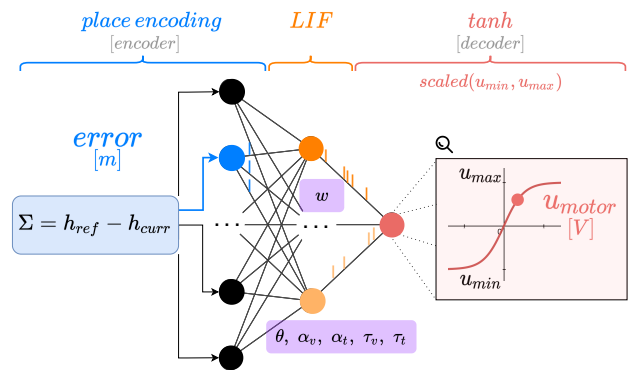 place encoding
[encoder]
LIF
tanh
[decoder]
scaled(u_min, u_max)
error
[m]
Σ = h_ref − h_curr
w
...
...
θ, α_v, α_t, τ_v, τ_t
u_max
u_motor
[V]
0
u_min